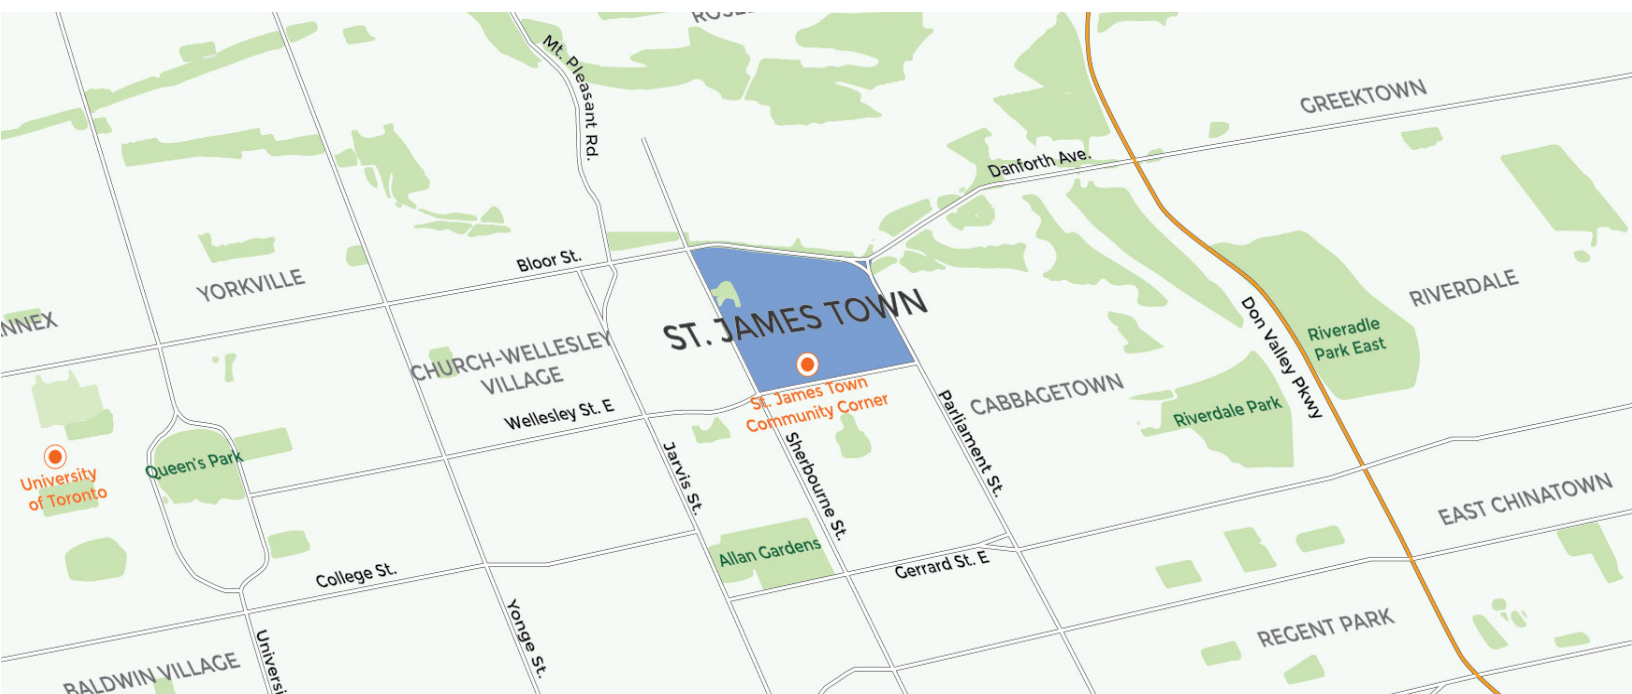 Mt. Pleasant Rd.
GREEKTOWN
Danforth Ave.
Bloor St.
YORKVILLE
RIVERDALE
ST. JAMES TOWN
Don Valley Pkwy
Riveradle
Park East
CHURCH-WELLESLEY
VILLAGE
St. James Town
Community Corner
CABBAGETOWN
Parliament St.
Riverdale Park
Wellesley St. E
Jarvis St.
Sherbourne St.
Queen's Park
University
of Toronto
EAST CHINATOWN
Allan Gardens
Gerrard St. E
College St.
Yonge St.
REGENT PARK
BALDWIN VILLAGE
Universi
NNEX